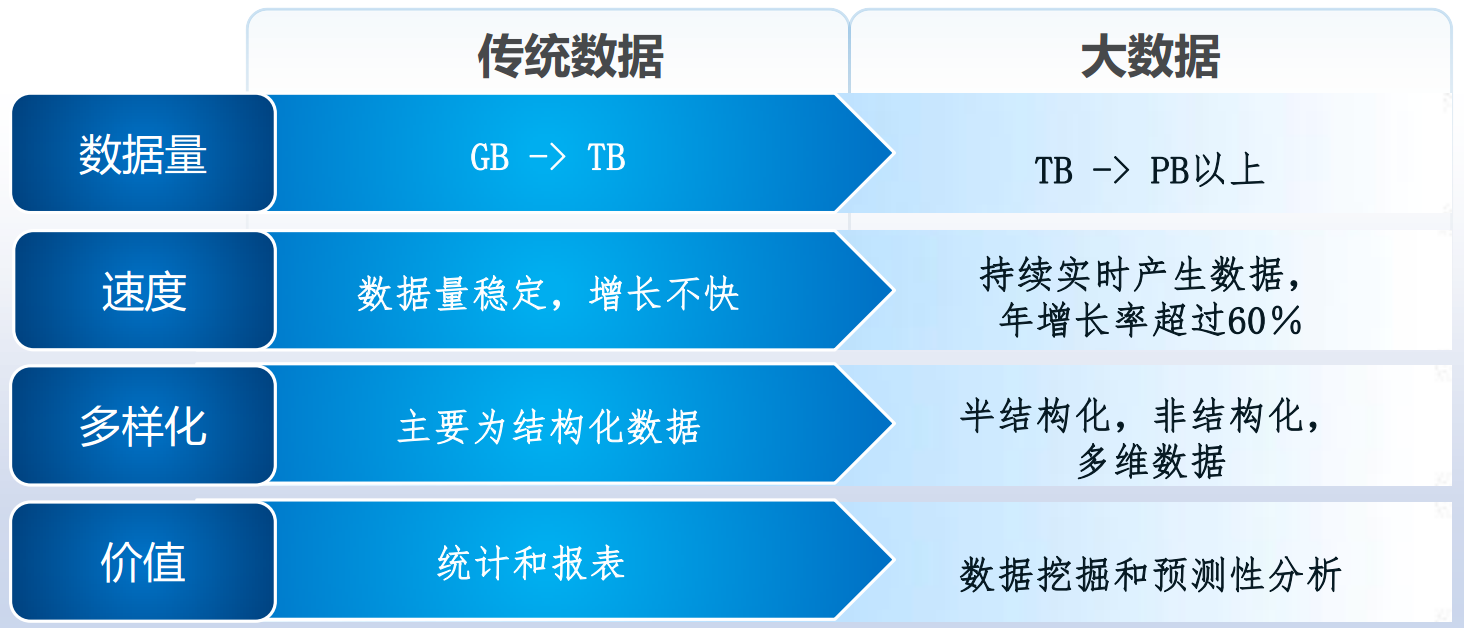 传统数据
大数据
数据量
GB -> TB
TB -> PB以上
速度
数据量稳定，增长不快
持续实时产生数据，
年增长率超过60％
多样化
主要为结构化数据
半结构化，非结构化，
多维数据
价值
统计和报表
数据挖掘和预测性分析